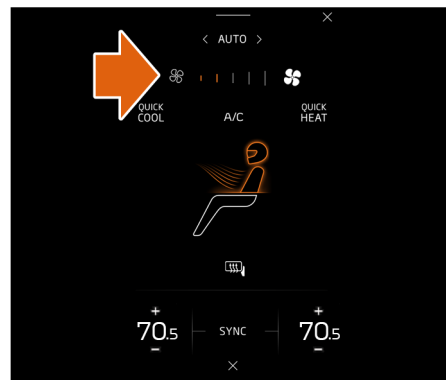 < AUTO >
QUICK COOL
A/C
QUICK HEAT
+ +
70.5 SYNC 70.5
− −